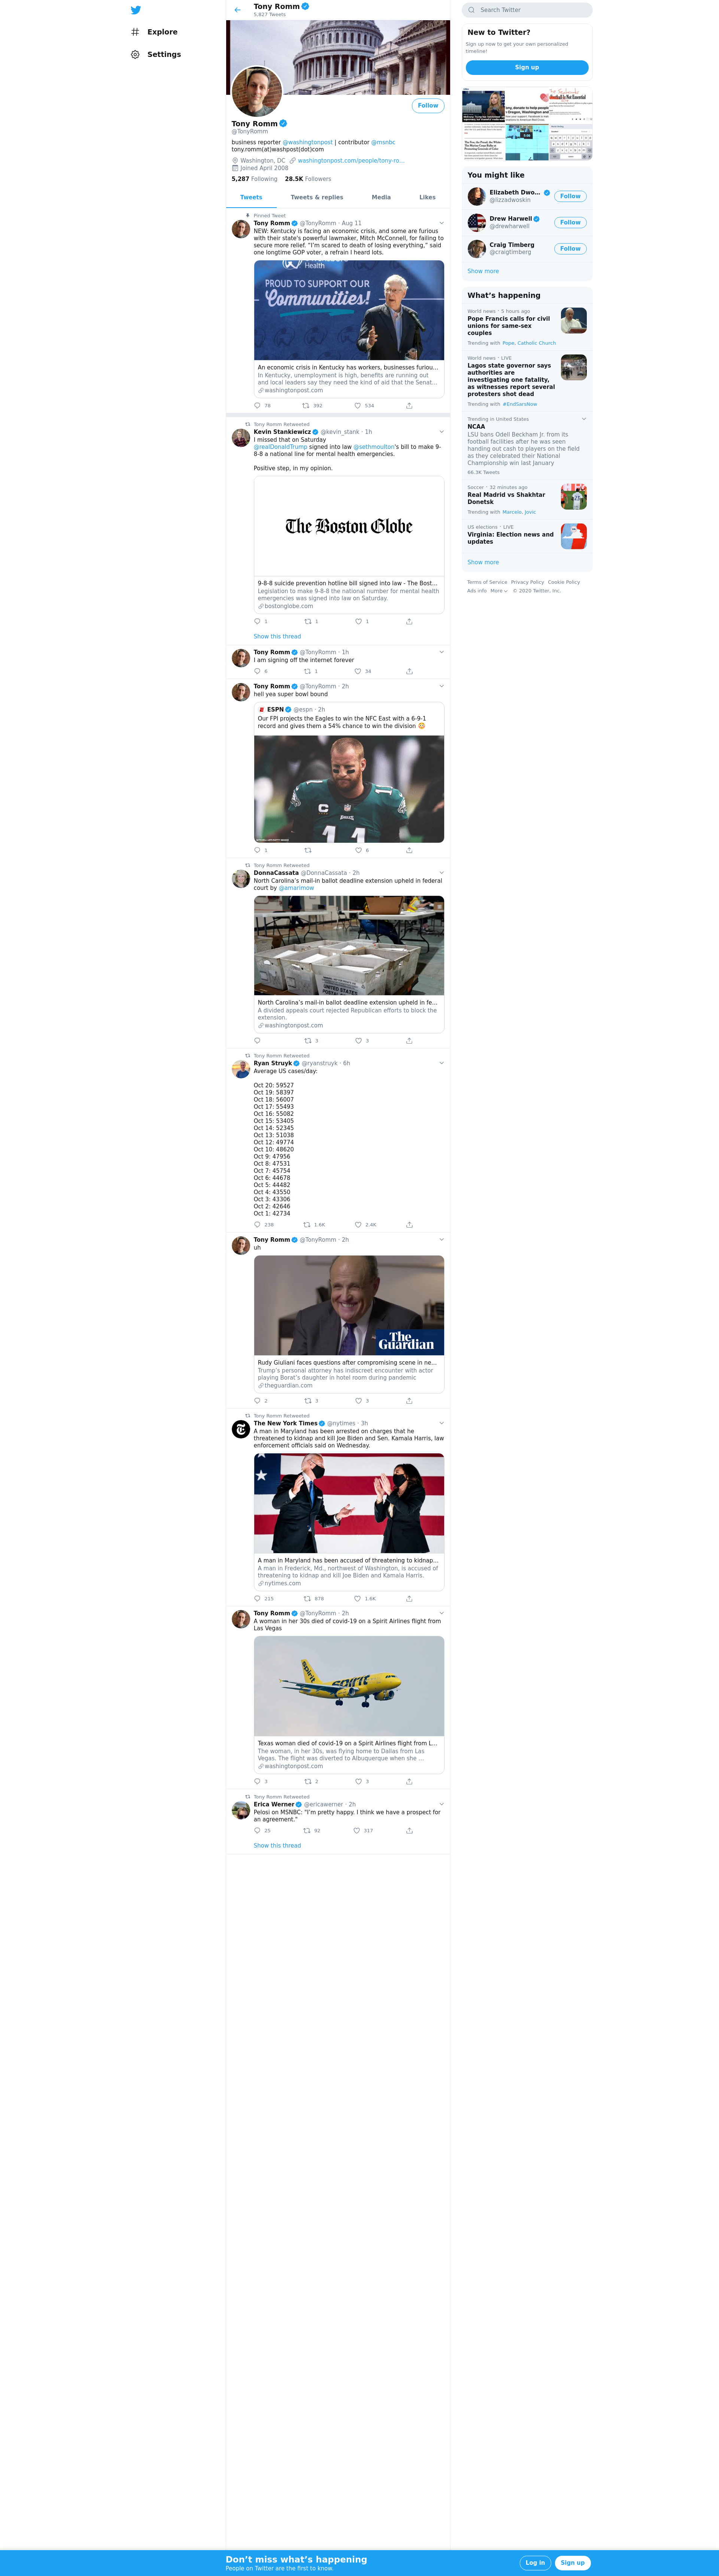 Explore
Settings
Tony Romm
5,627 Tweets
Follow
Tony Romm
@TonyRomm
business reporter @washingtonpost | contributor @msnbc
tony.romm(at)washpost(dot)com
Washington, DC washingtonpost.com/people/tony-ro…
Joined April 2008
5,287 Following 28.5K Followers
Tweets Tweets & replies Media Likes
Pinned Tweet
Tony Romm @TonyRomm · Aug 11
NEW: Kentucky is facing an economic crisis, and some are furious
with their state’s powerful lawmaker, Mitch McConnell, for failing to
secure more relief. “I’m scared to death of losing everything,” said
one longtime GOP voter, a refrain I heard lots.
Health
PROUD TO SUPPORT OUR
Communities!
An economic crisis in Kentucky has workers, businesses furiou…
In Kentucky, unemployment is high, benefits are running out
and local leaders say they need the kind of aid that the Senat…
washingtonpost.com
78 392 534
Tony Romm Retweeted
Kevin Stankiewicz @kevin_stank · 1h
I missed that on Saturday
@realDonaldTrump signed into law @sethmoulton’s bill to make 9-
8-8 a national line for mental health emergencies.
Positive step, in my opinion.
The Boston Globe
9-8-8 suicide prevention hotline bill signed into law - The Bost…
Legislation to make 9-8-8 the national number for mental health
emergencies was signed into law on Saturday.
bostonglobe.com
1 1 1
Show this thread
Tony Romm @TonyRomm · 1h
I am signing off the internet forever
6 1 34
Tony Romm @TonyRomm · 2h
hell yea super bowl bound
ESPN @espn · 2h
Our FPI projects the Eagles to win the NFC East with a 6-9-1
record and gives them a 54% chance to win the division
1 6
Tony Romm Retweeted
DonnaCassata @DonnaCassata · 2h
North Carolina’s mail-in ballot deadline extension upheld in federal
court by @amarimow
UNITED STATES
North Carolina’s mail-in ballot deadline extension upheld in fe…
A divided appeals court rejected Republican efforts to block the
extension.
washingtonpost.com
3 3
Tony Romm Retweeted
Ryan Struyk @ryanstruyk · 6h
Average US cases/day:
Oct 20: 59527
Oct 19: 58397
Oct 18: 56007
Oct 17: 55493
Oct 16: 55082
Oct 15: 53405
Oct 14: 52345
Oct 13: 51038
Oct 12: 49774
Oct 10: 48620
Oct 9: 47956
Oct 8: 47531
Oct 7: 45754
Oct 6: 44678
Oct 5: 44482
Oct 4: 43550
Oct 3: 43306
Oct 2: 42646
Oct 1: 42734
238 1.6K 2.4K
Tony Romm @TonyRomm · 2h
uh
The
Guardian
Rudy Giuliani faces questions after compromising scene in ne…
Trump’s personal attorney has indiscreet encounter with actor
playing Borat’s daughter in hotel room during pandemic
theguardian.com
2 3 3
Tony Romm Retweeted
The New York Times @nytimes · 3h
A man in Maryland has been arrested on charges that he
threatened to kidnap and kill Joe Biden and Sen. Kamala Harris, law
enforcement officials said on Wednesday.
A man in Maryland has been accused of threatening to kidnap…
A man in Frederick, Md., northwest of Washington, is accused of
threatening to kidnap and kill Joe Biden and Kamala Harris.
nytimes.com
215 878 1.6K
Tony Romm @TonyRomm · 2h
A woman in her 30s died of covid-19 on a Spirit Airlines flight from
Las Vegas
spirit
Texas woman died of covid-19 on a Spirit Airlines flight from L…
The woman, in her 30s, was flying home to Dallas from Las
Vegas. The flight was diverted to Albuquerque when she …
washingtonpost.com
3 2 3
Tony Romm Retweeted
Erica Werner @ericawerner · 2h
Pelosi on MSNBC: “I’m pretty happy. I think we have a prospect for
an agreement.”
25 92 317
Show this thread
Search Twitter
New to Twitter?
Sign up now to get your own personalized
timeline!
Sign up
You might like
Elizabeth Dwo…
@lizzadwoskin
Follow
Drew Harwell
@drewharwell
Follow
Craig Timberg
@craigtimberg
Follow
Show more
What’s happening
World news · 5 hours ago
Pope Francis calls for civil
unions for same-sex
couples
Trending with Pope, Catholic Church
World news · LIVE
Lagos state governor says
authorities are
investigating one fatality,
as witnesses report several
protesters shot dead
Trending with #EndSarsNow
Trending in United States
NCAA
LSU bans Odell Beckham Jr. from its
football facilities after he was seen
handing out cash to players on the field
as they celebrated their National
Championship win last January
66.3K Tweets
Soccer · 32 minutes ago
Real Madrid vs Shakhtar
Donetsk
Trending with Marcelo, Jovic
US elections · LIVE
Virginia: Election news and
updates
Show more
Terms of Service Privacy Policy Cookie Policy
Ads info More © 2020 Twitter, Inc.
Don’t miss what’s happening
People on Twitter are the first to know.
Log in
Sign up